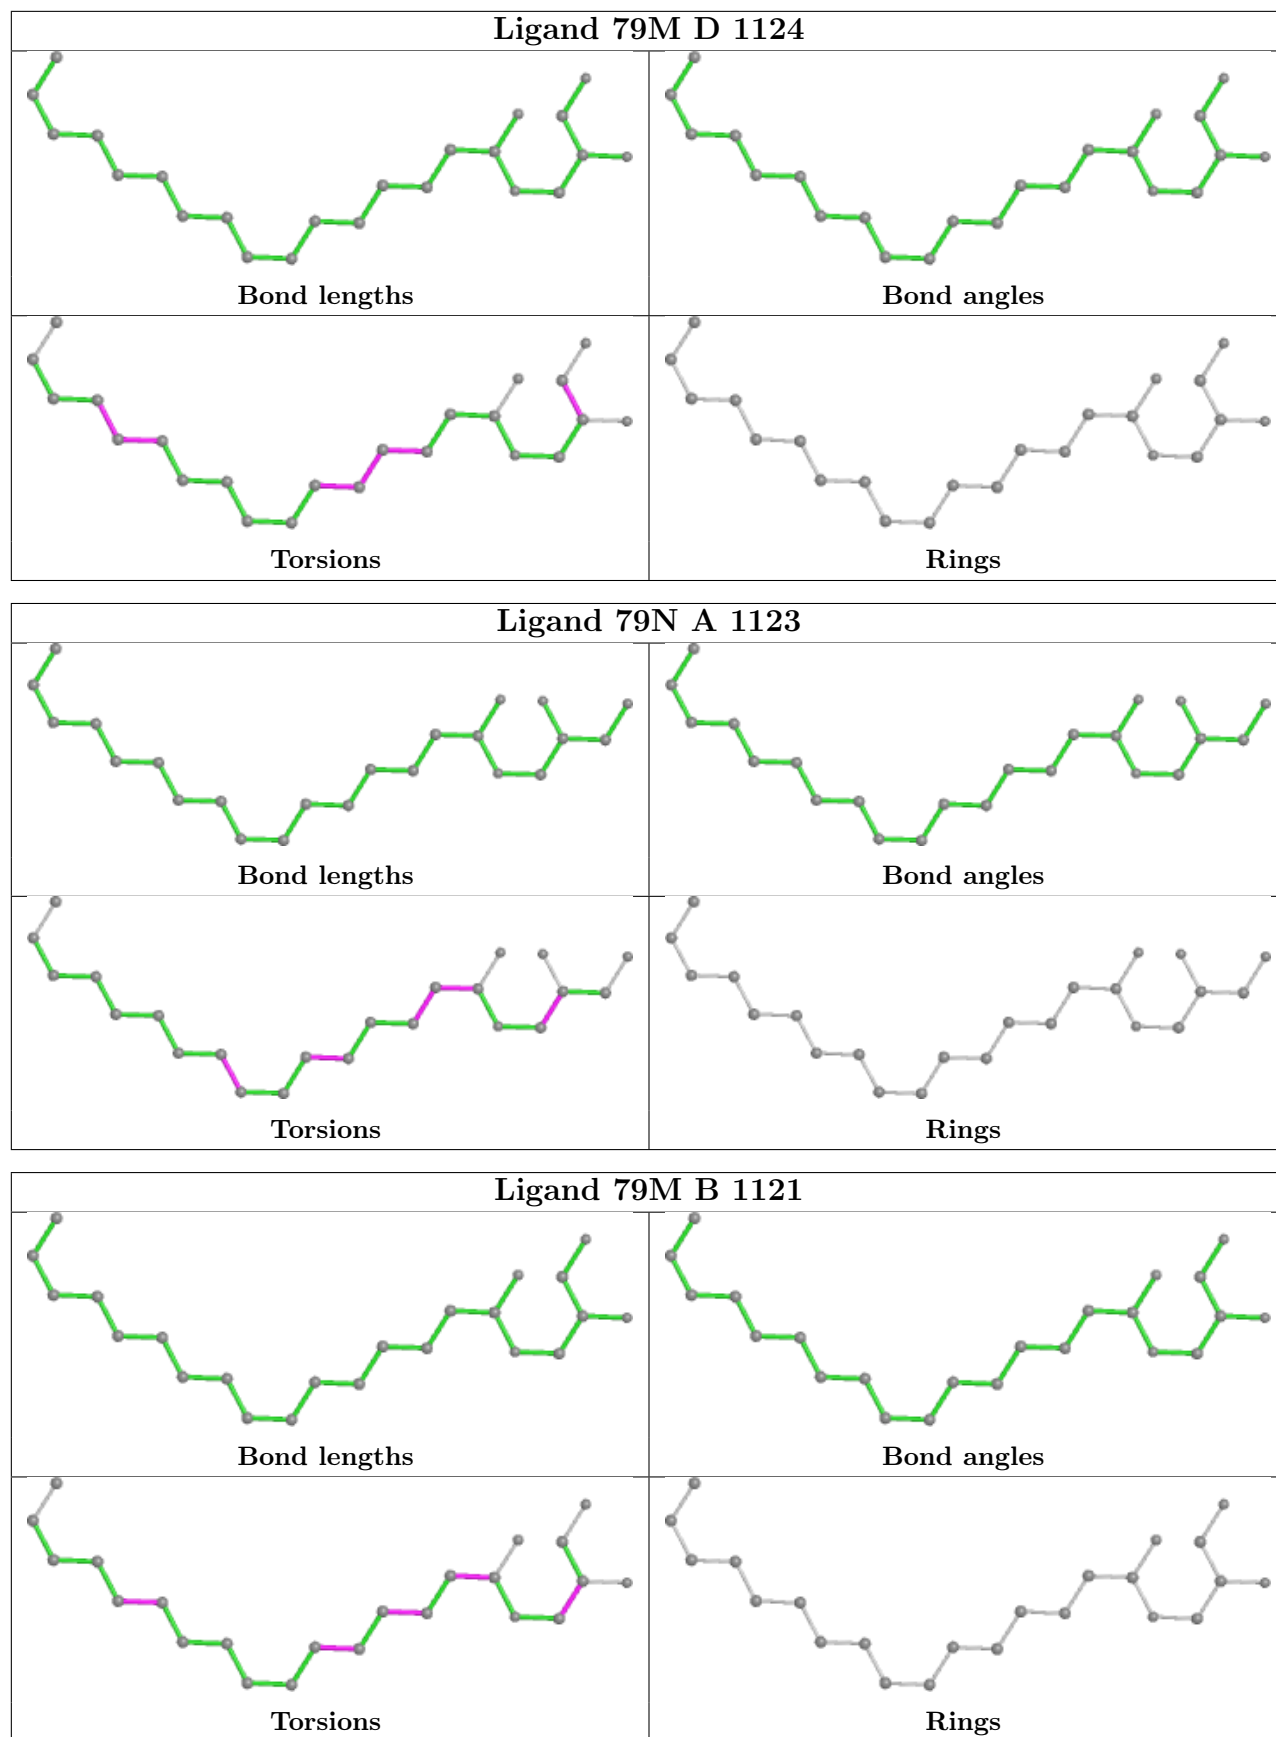 Ligand 79M D 1124
Bond lengths
Bond angles
Torsions
Rings
Ligand 79N A 1123
Bond lengths
Bond angles
Torsions
Rings
Ligand 79M B 1121
Bond lengths
Bond angles
Torsions
Rings